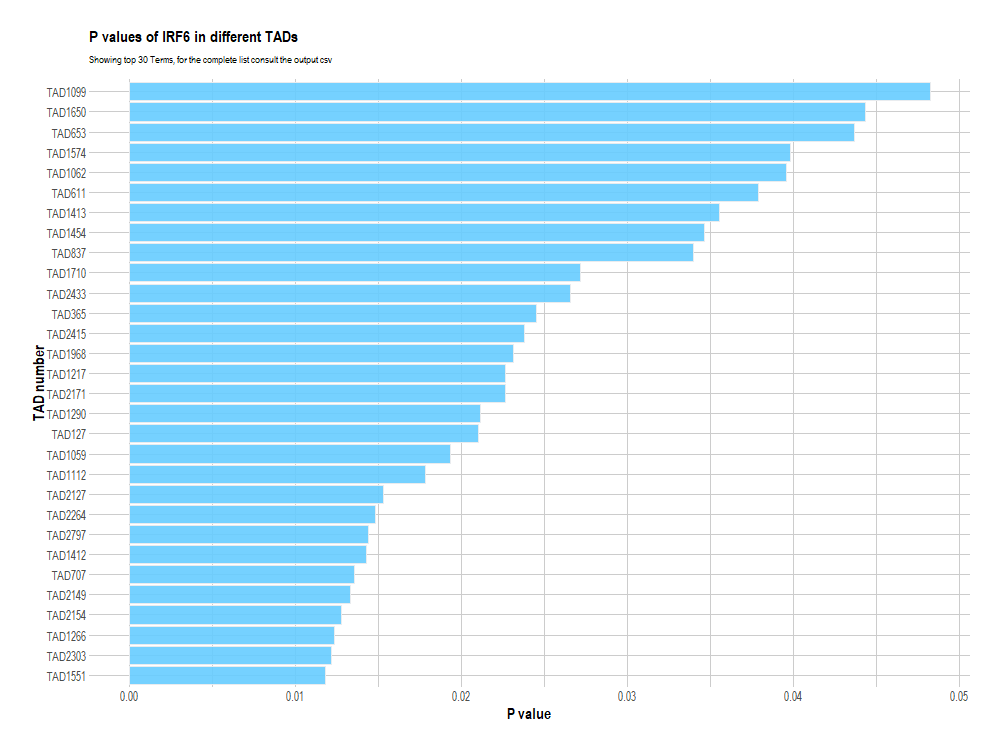 P values of IRF6 in different TADs
Showing top 30 Terms, for the complete list consult the output csv
TAD number
TAD1099
TAD1650
TAD653
TAD1574
TAD1062
TAD611
TAD1413
TAD1454
TAD837
TAD1710
TAD2433
TAD365
TAD2415
TAD1968
TAD1217
TAD2171
TAD1290
TAD127
TAD1059
TAD1112
TAD2127
TAD2264
TAD2797
TAD1412
TAD707
TAD2149
TAD2154
TAD1266
TAD2303
TAD1551
0.00 0.01 0.02 0.03 0.04 0.05
P value